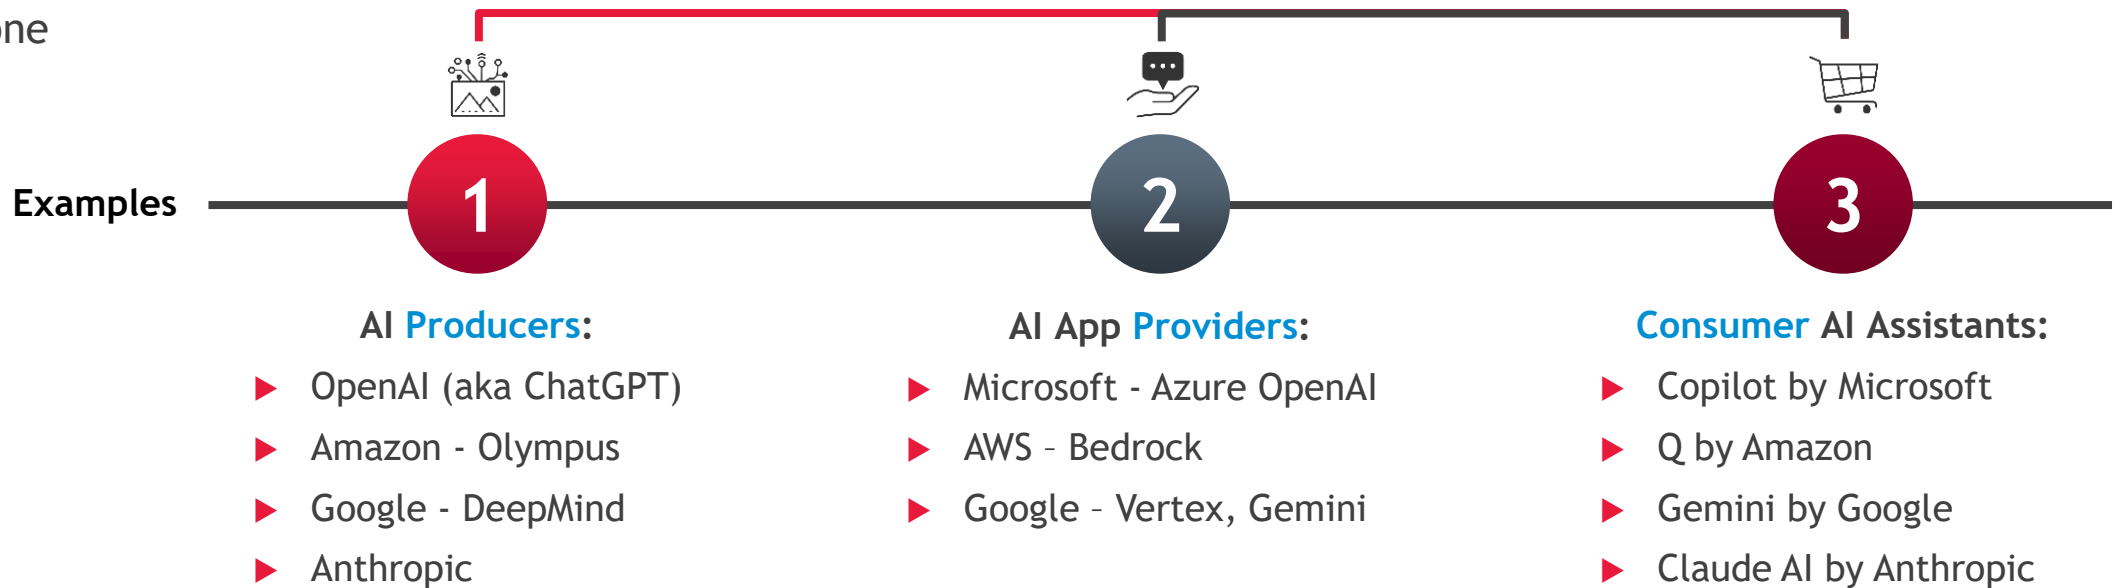 one
1
2
3
Examples
AI Producers:
OpenAI (aka ChatGPT)
Amazon - Olympus
Google - DeepMind
Anthropic
AI App Providers:
Microsoft - Azure OpenAI
AWS – Bedrock
Google – Vertex, Gemini
Consumer AI Assistants:
Copilot by Microsoft
Q by Amazon
Gemini by Google
Claude AI by Anthropic